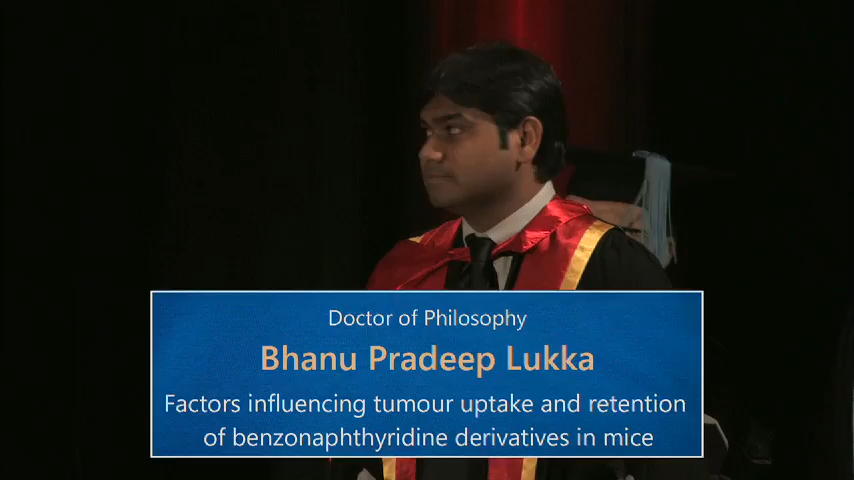 Doctor of Philosophy
Bhanu Pradeep Lukka
Factors influencing tumour uptake and retention
of benzonaphthyridine derivatives in mice